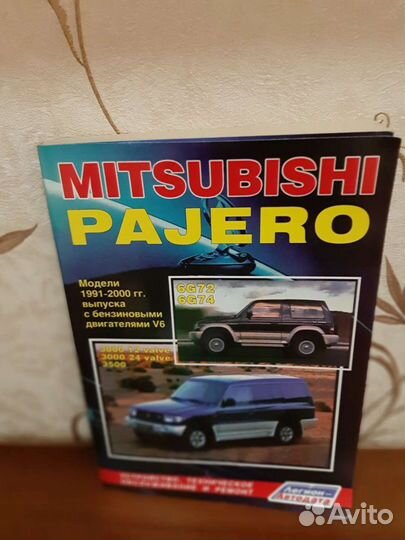 MITSUBISHI
PAJERO
Модели
1991-2000 гг.
выпуска
с бензиновыми
двигателями V6
6G72
6G74
3000 12 valve
3000 24 valve
3500
УСТРОЙСТВО, ТЕХНИЧЕСКОЕ
ОБСЛУЖИВАНИЕ И РЕМОНТ
Легион-
Автодата
Avito